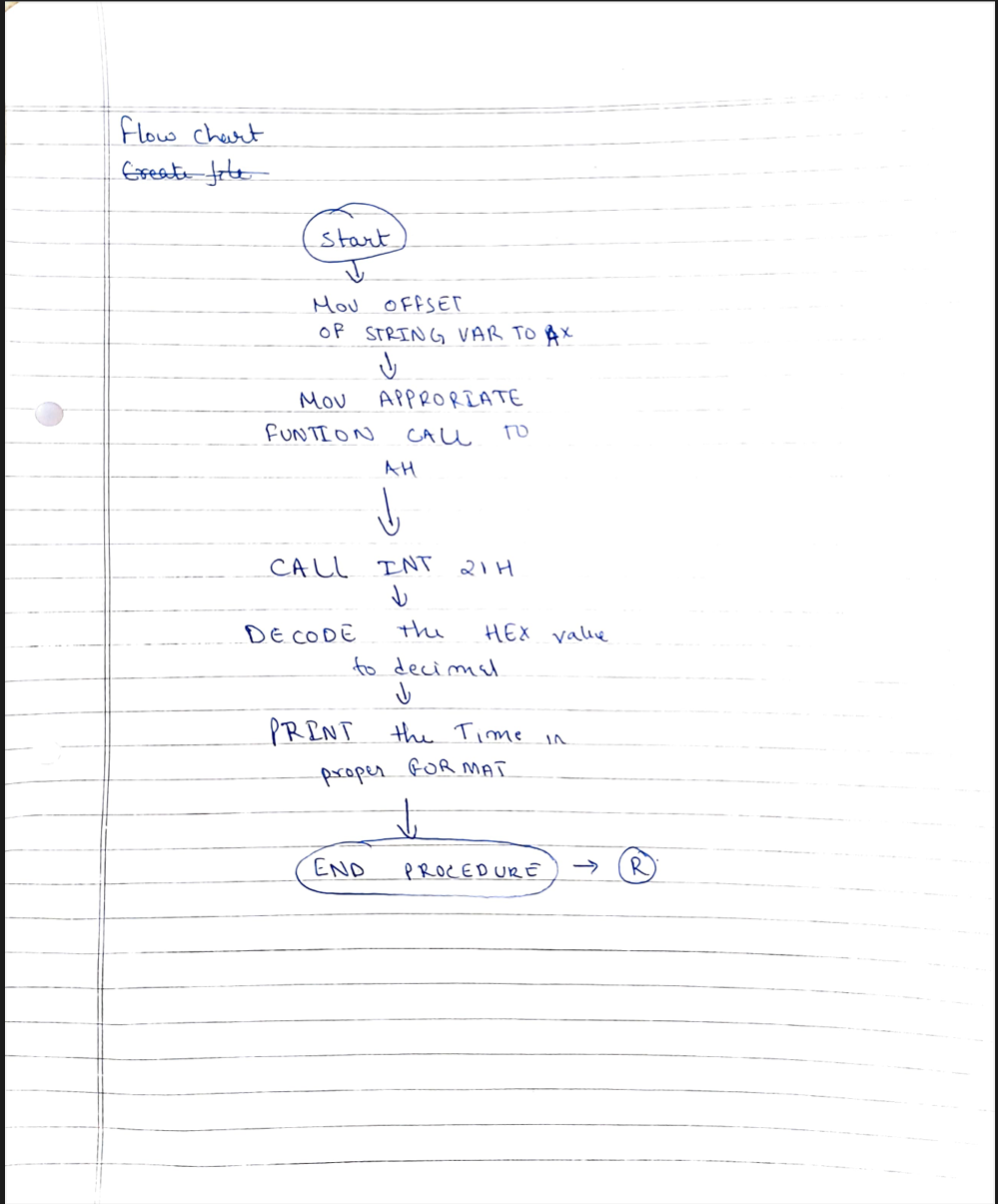 Flow chart
Create file
Start
MOV OFFSET
OF STRING VAR TO AX
MOV APPRORIATE
FUNTION CALL TO
AH
CALL INT 21H
DECODE the HEX value
to decimal
PRINT the Time in
proper FORMAT
END PROCEDURE → R